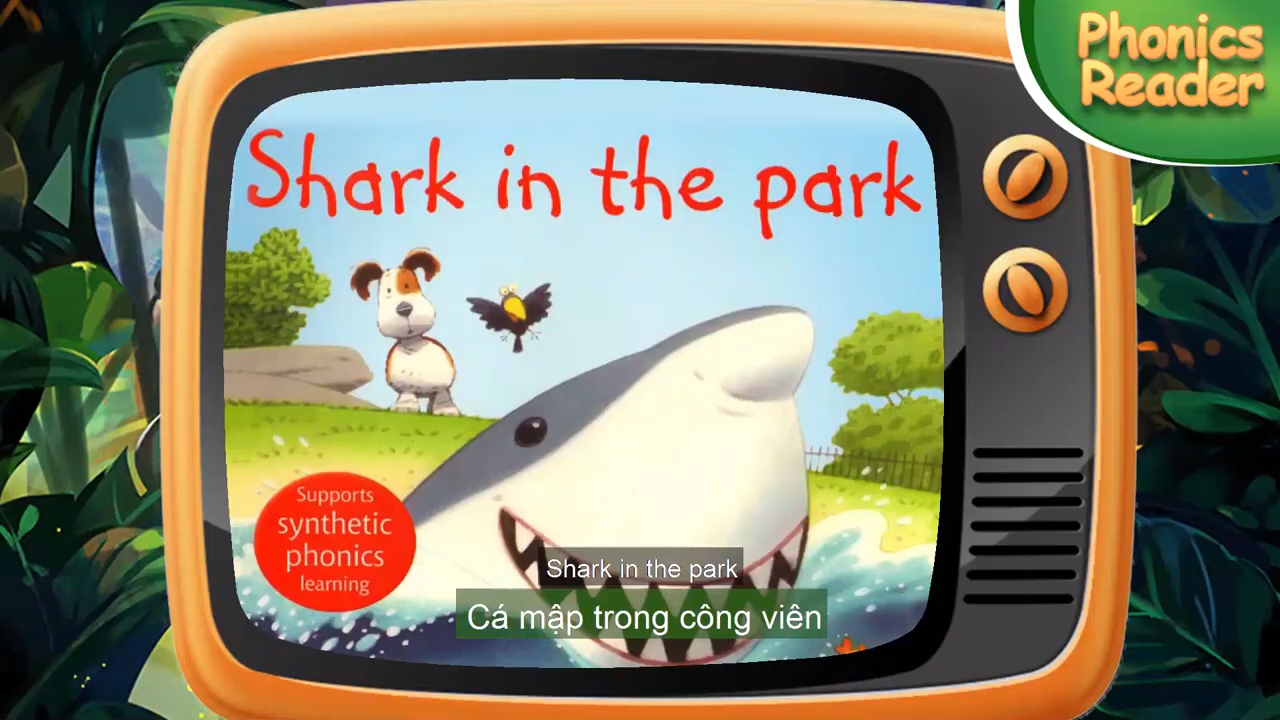 Phonics
Reader
Shark in the park
Supports
synthetic
phonics
learning
Shark in the park
Cá mập trong công viên